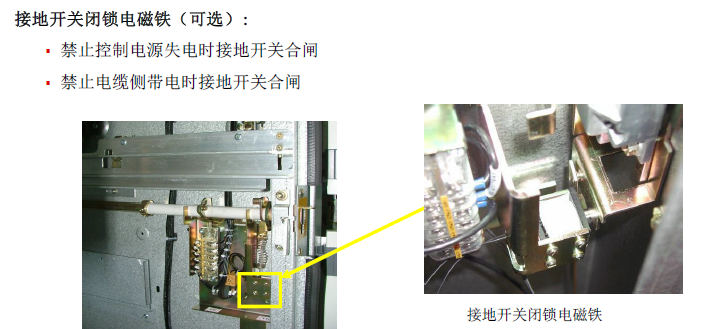 接地开关闭锁电磁铁（可选）:
禁止控制电源失电时接地开关合闸
禁止电缆侧带电时接地开关合闸
接地开关闭锁电磁铁